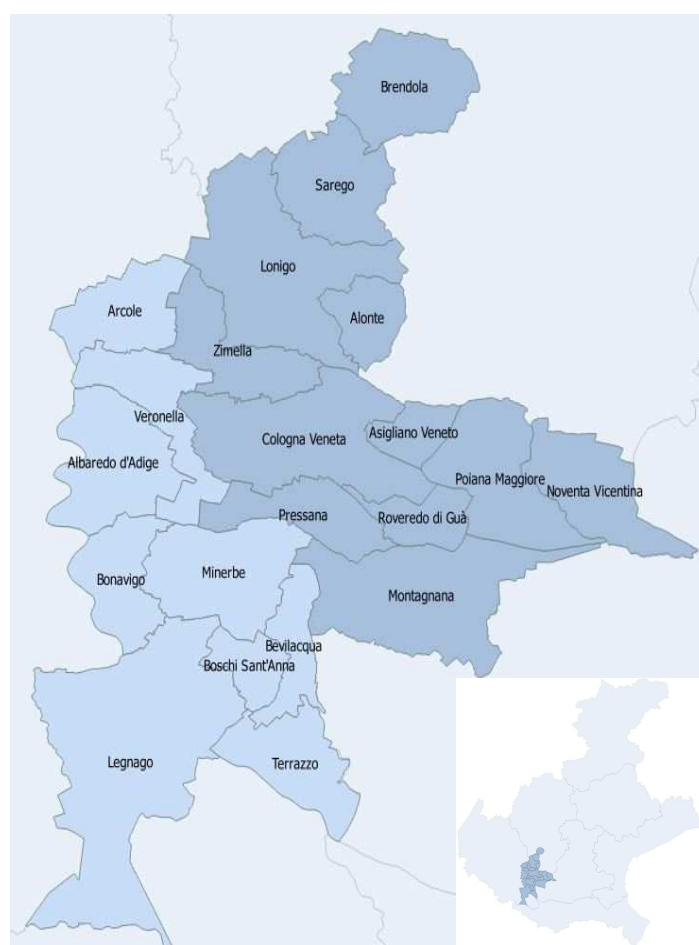 Brendola
Sarego
Lonigo
Arcole
Alonte
Zimella
Veronella
Asigliano Veneto
Cologna Veneta
Albaredo d'Adige
Poiana Maggiore
Noventa Vicentina
Pressana
Roveredo di Guà
Minerbe
Bonavigo
Montagnana
Bevilacqua
Boschi Sant'Anna
Legnago
Terrazzo